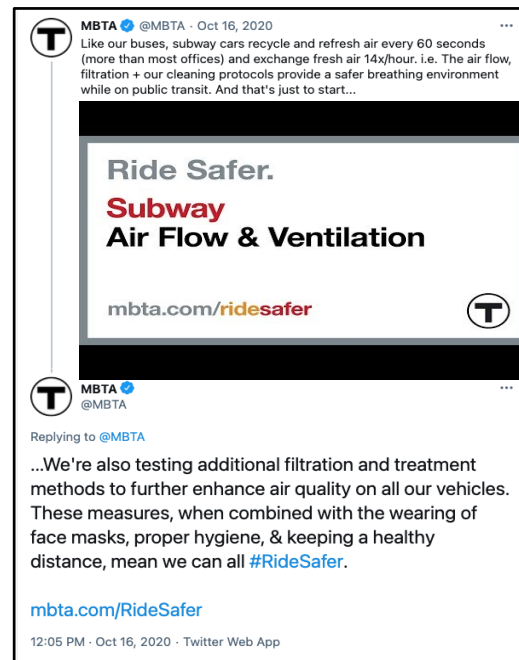 MBTA @MBTA · Oct 16, 2020 ...
Like our buses, subway cars recycle and refresh air every 60 seconds
(more than most offices) and exchange fresh air 14x/hour. i.e. The air flow,
filtration + our cleaning protocols provide a safer breathing environment
while on public transit. And that's just to start...
Ride Safer.
Subway
Air Flow & Ventilation
mbta.com/ridesafer
T
MBTA ...
@MBTA
Replying to @MBTA
...We're also testing additional filtration and treatment
methods to further enhance air quality on all our vehicles.
These measures, when combined with the wearing of
face masks, proper hygiene, & keeping a healthy
distance, mean we can all #RideSafer.
mbta.com/RideSafer
12:05 PM · Oct 16, 2020 · Twitter Web App